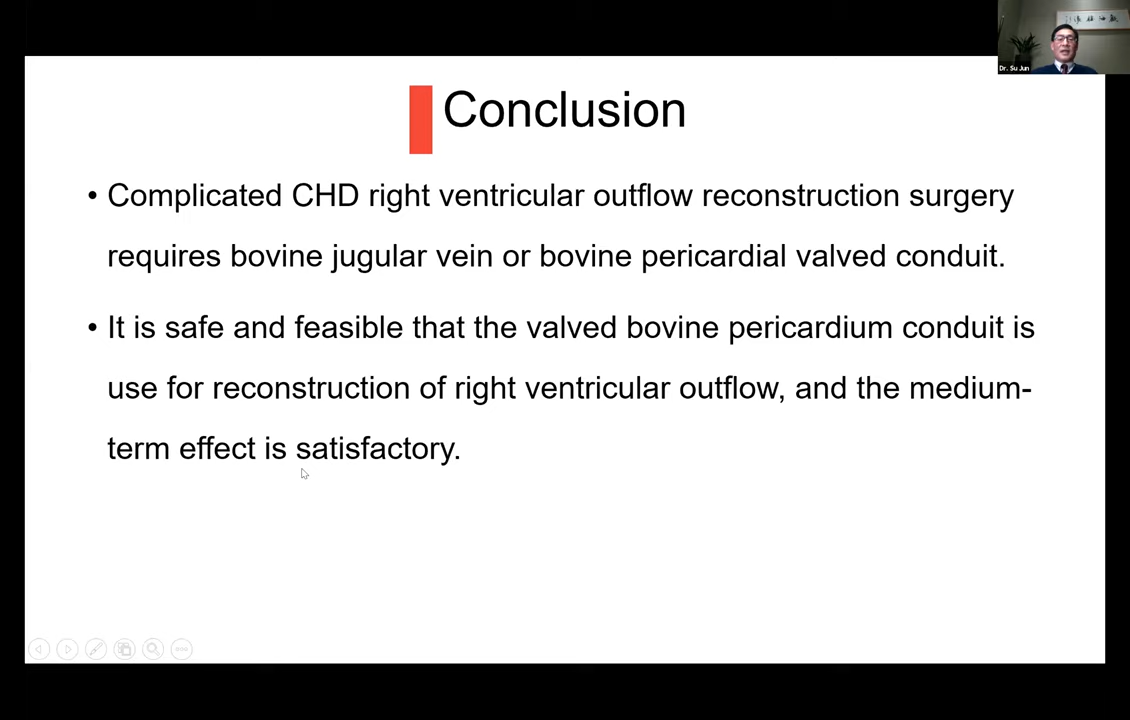 Dr. Su Jun
Conclusion
• Complicated CHD right ventricular outflow reconstruction surgery
requires bovine jugular vein or bovine pericardial valved conduit.
• It is safe and feasible that the valved bovine pericardium conduit is
use for reconstruction of right ventricular outflow, and the medium-
term effect is satisfactory.